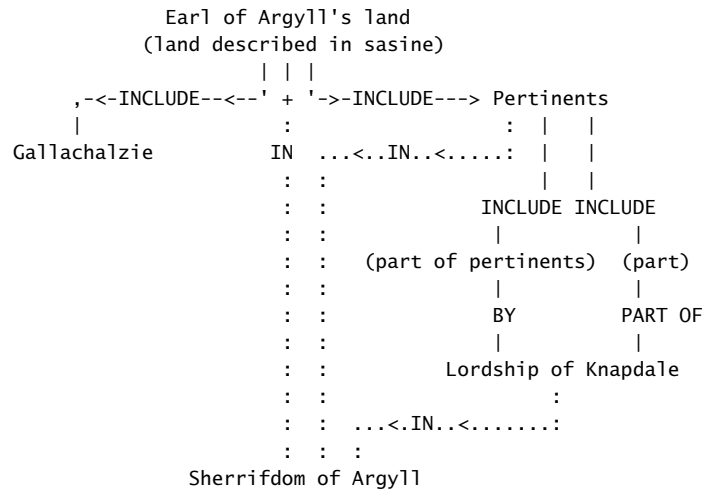 Earl of Argyll's land
(land described in sasine)
| | |
,-<-INCLUDE--<--' + '->-INCLUDE---> Pertinents
| : : | |
Gallachalzie IN ...<..IN..<.....: | |
: : | |
: : INCLUDE INCLUDE
: : | |
: : (part of pertinents) (part)
: : | |
: : BY PART OF
: : | |
: : Lordship of Knapdale
: : :
: : ...<.IN..<.......:
: : :
Sherrifdom of Argyll